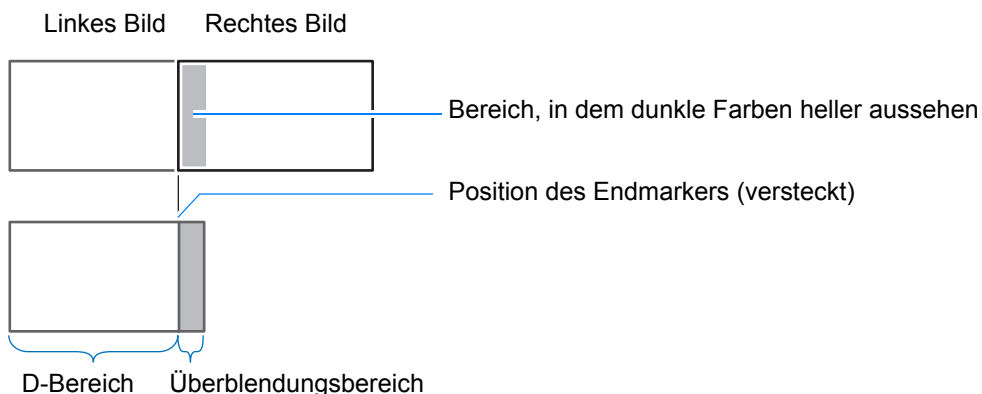 Linkes Bild Rechtes Bild
Bereich, in dem dunkle Farben heller aussehen
Position des Endmarkers (versteckt)
D-Bereich Überblendungsbereich